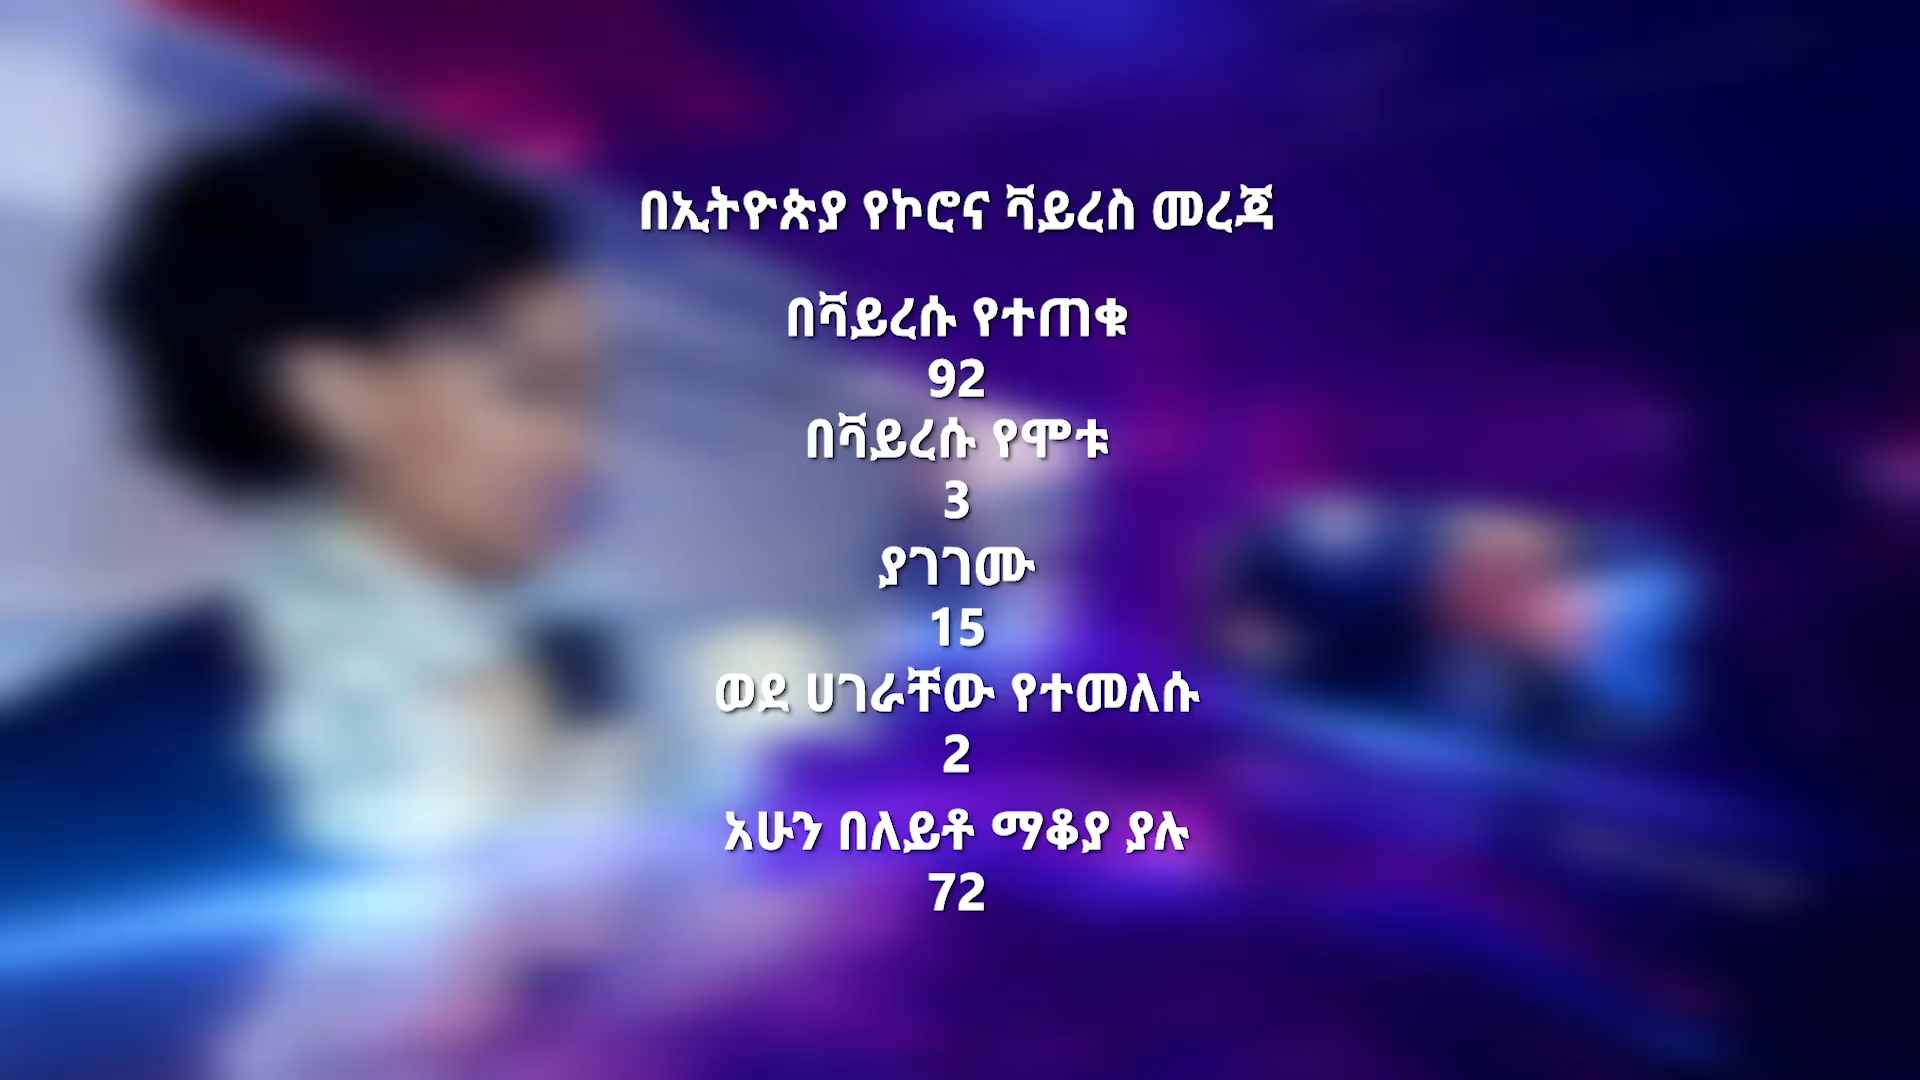 በኢትዮጵያ የኮሮና ቫይረስ መረጃ
በቫይረሱ የተጠቁ
92
በቫይረሱ የሞቱ
3
ያገገሙ
15
ወደ ሀገራቸው የተመለሱ
2
አሁን በለይቶ ማቆያ ያሉ
72